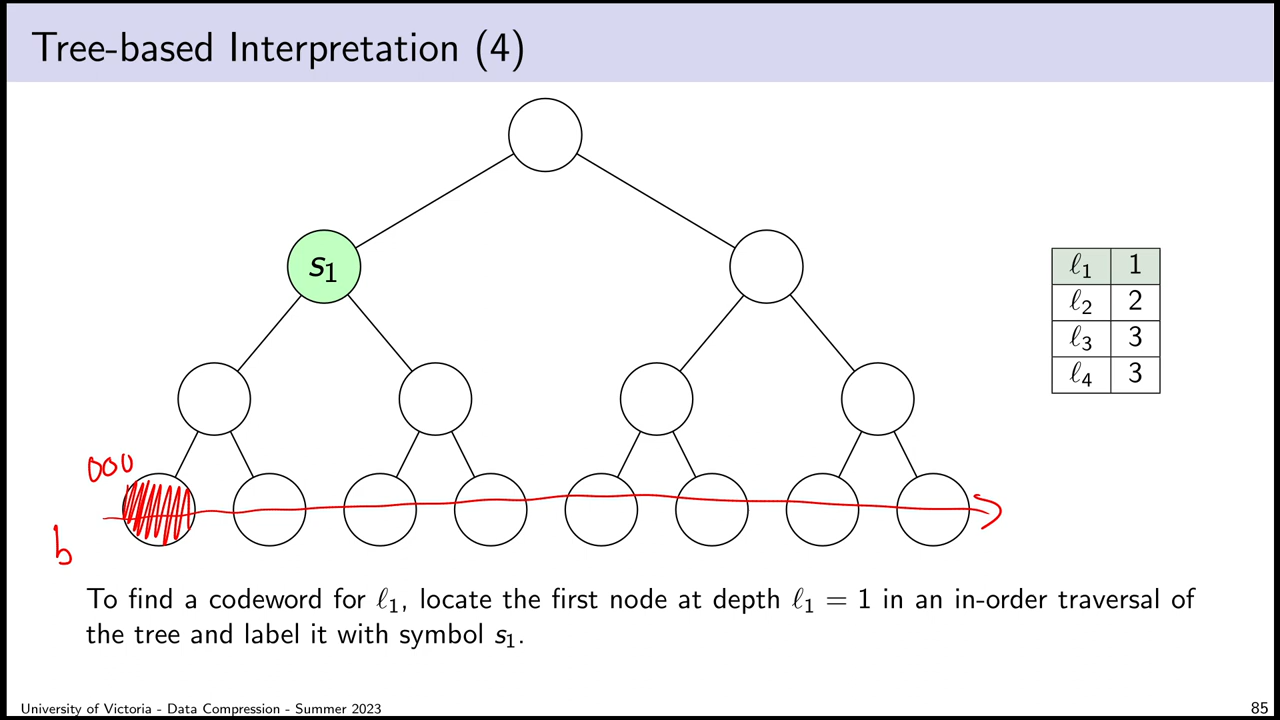 Tree-based Interpretation (4)
s₁
ℓ₁ 1
ℓ₂ 2
ℓ₃ 3
ℓ₄ 3
000
b
To find a codeword for ℓ₁, locate the first node at depth ℓ₁ = 1 in an in-order traversal of
the tree and label it with symbol s₁.
University of Victoria - Data Compression - Summer 2023
85